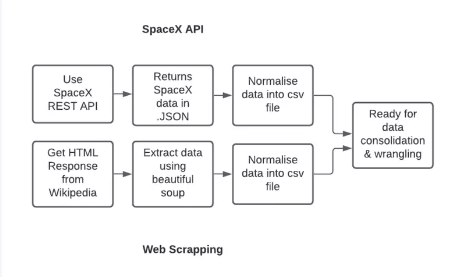 SpaceX API
Use
SpaceX
REST API
Returns
SpaceX
data in
.JSON
Normalise
data into csv
file
Ready for
data
consolidation
& wrangling
Get HTML
Response
from
Wikipedia
Extract data
using
beautiful
soup
Normalise
data into csv
file
Web Scrapping